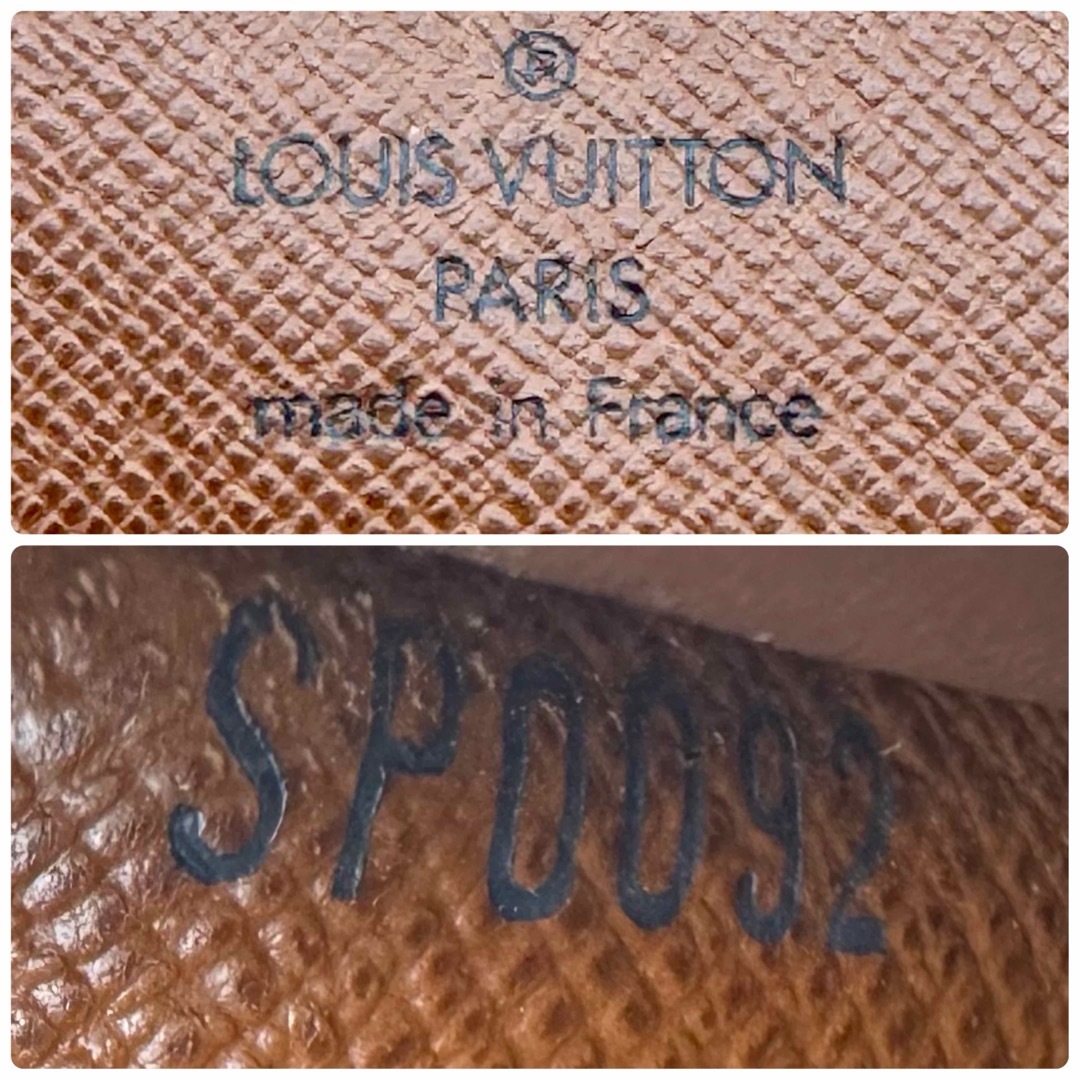 ®
LOUIS VUITTON
PARIS
made in France
SP0092